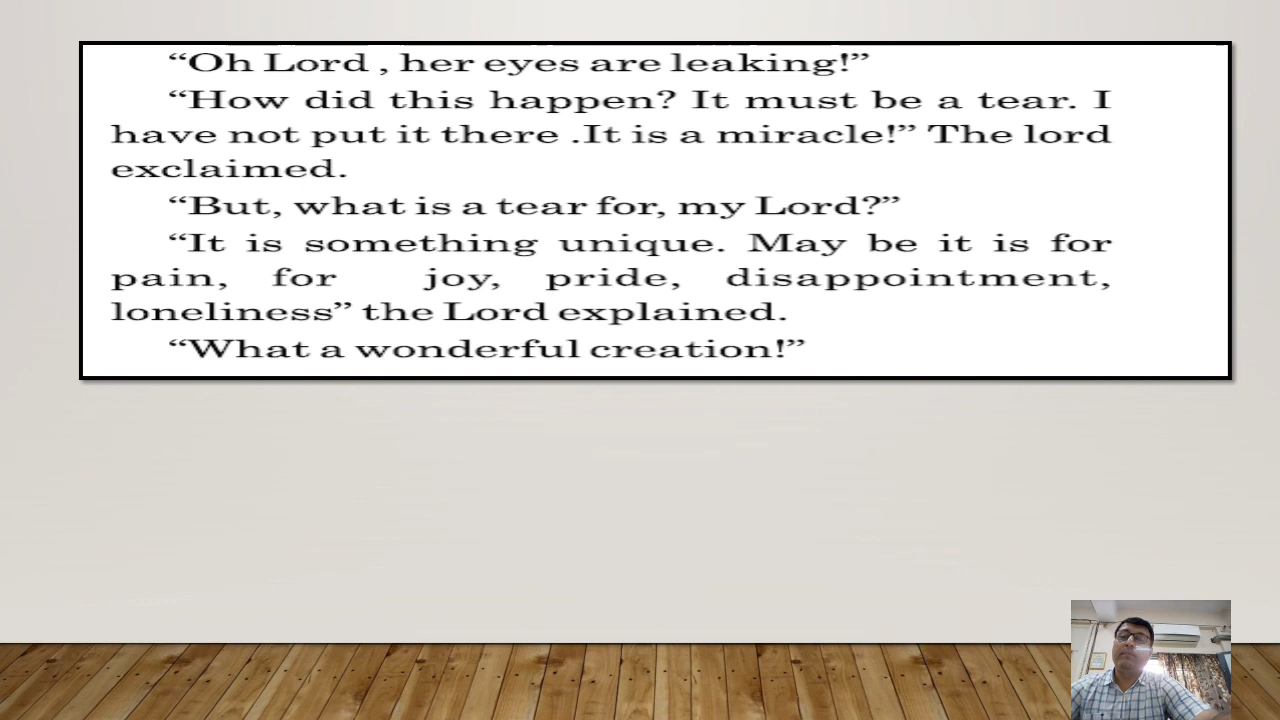 “Oh Lord , her eyes are leaking!”
“How did this happen? It must be a tear. I
have not put it there .It is a miracle!” The lord
exclaimed.
“But, what is a tear for, my Lord?”
“It is something unique. May be it is for
pain, for joy, pride, disappointment,
loneliness” the Lord explained.
“What a wonderful creation!”